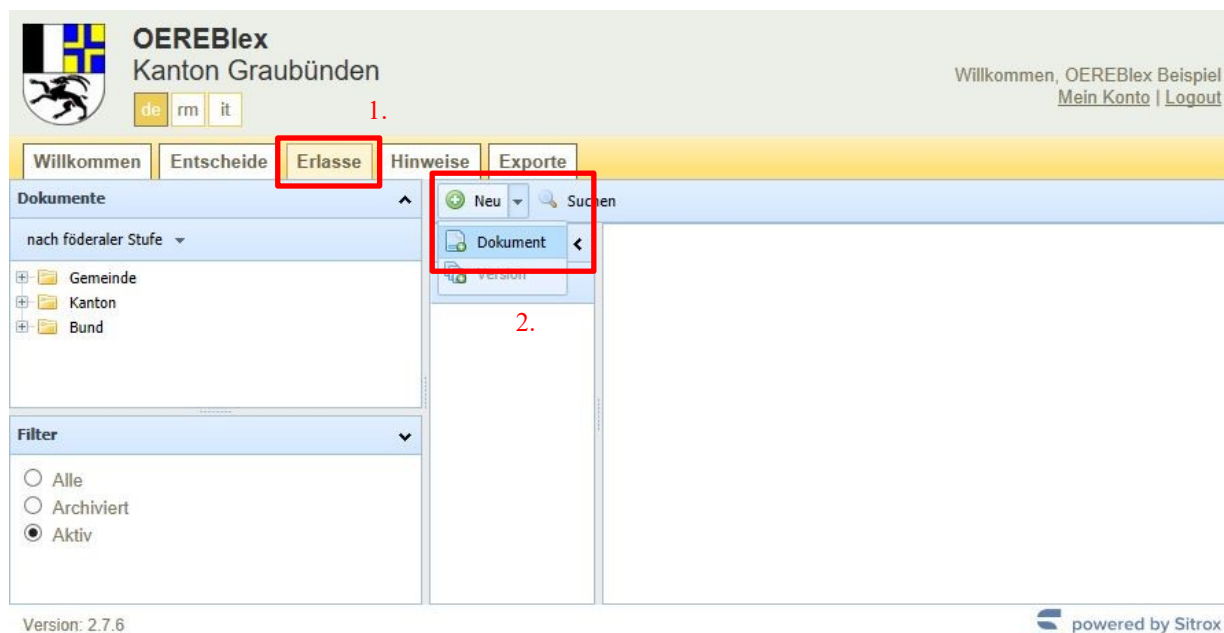 OEREBlex
Kanton Graubünden
de rm it
Willkommen, OEREBlex Beispiel
Mein Konto | Logout
1.
Willkommen Entscheide Erlasse Hinweise Exporte
Dokumente
Neu Suchen
nach föderaler Stufe
Dokument
Version
Gemeinde
Kanton
Bund
2.
Filter
Alle
Archiviert
Aktiv
Version: 2.7.6
powered by Sitrox